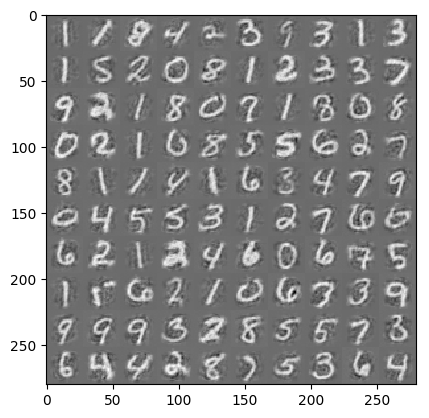 0
1 1 8 4 2 3 9 3 1 3
50
1 5 2 0 8 1 2 3 3 7
9 2 1 8 0 9 1 8 0 8
100
0 2 1 0 8 5 5 6 2 7
8 1 1 4 1 6 3 4 7 9
150
0 4 5 5 3 1 2 7 6 0
6 2 1 2 4 6 0 6 7 5
200
1 5 6 2 1 0 6 7 3 9
9 9 9 3 2 8 5 5 7 3
250
6 4 4 2 8 7 5 3 6 4
0 50 100 150 200 250